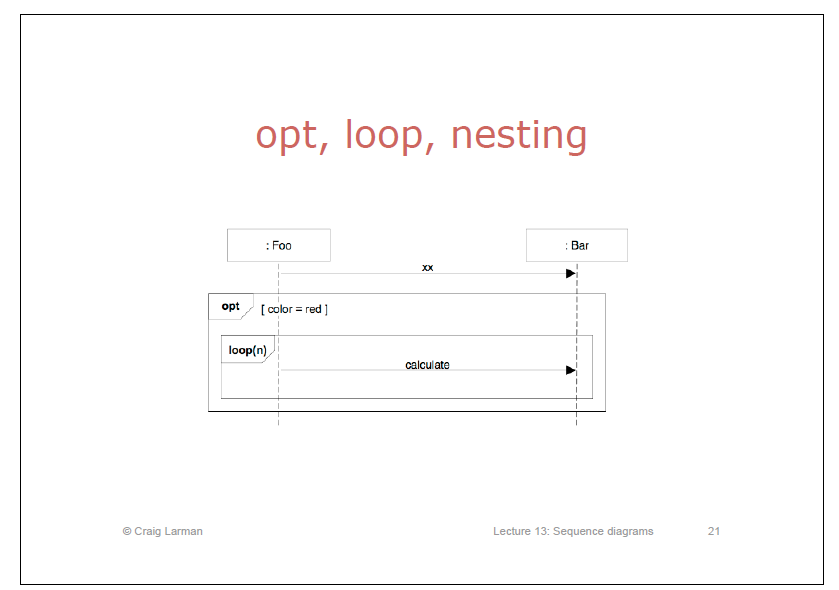 opt, loop, nesting
: Foo
: Bar
xx
opt
[ color = red ]
loop(n)
calculate
© Craig Larman
Lecture 13: Sequence diagrams
21